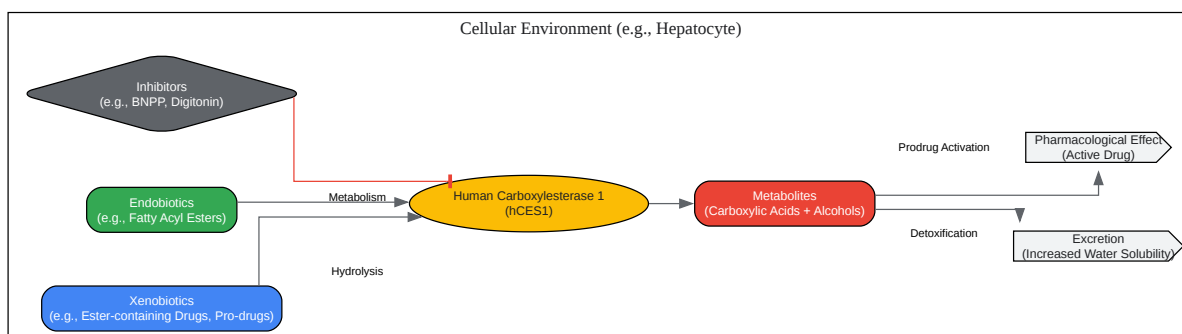 Cellular Environment (e.g., Hepatocyte)
Inhibitors
(e.g., BNPP, Digitonin)
Prodrug Activation
Pharmacological Effect
(Active Drug)
Endobiotics
(e.g., Fatty Acyl Esters)
Metabolism
Human Carboxylesterase 1
(hCES1)
Metabolites
(Carboxylic Acids + Alcohols)
Detoxification
Excretion
(Increased Water Solubility)
Hydrolysis
Xenobiotics
(e.g., Ester-containing Drugs, Pro-drugs)